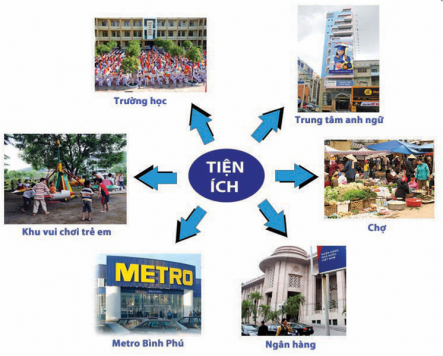 Trường học
Trung tâm anh ngữ
TIỆN
ÍCH
Khu vui chơi trẻ em
Chợ
METRO
Metro Bình Phú
Ngân hàng